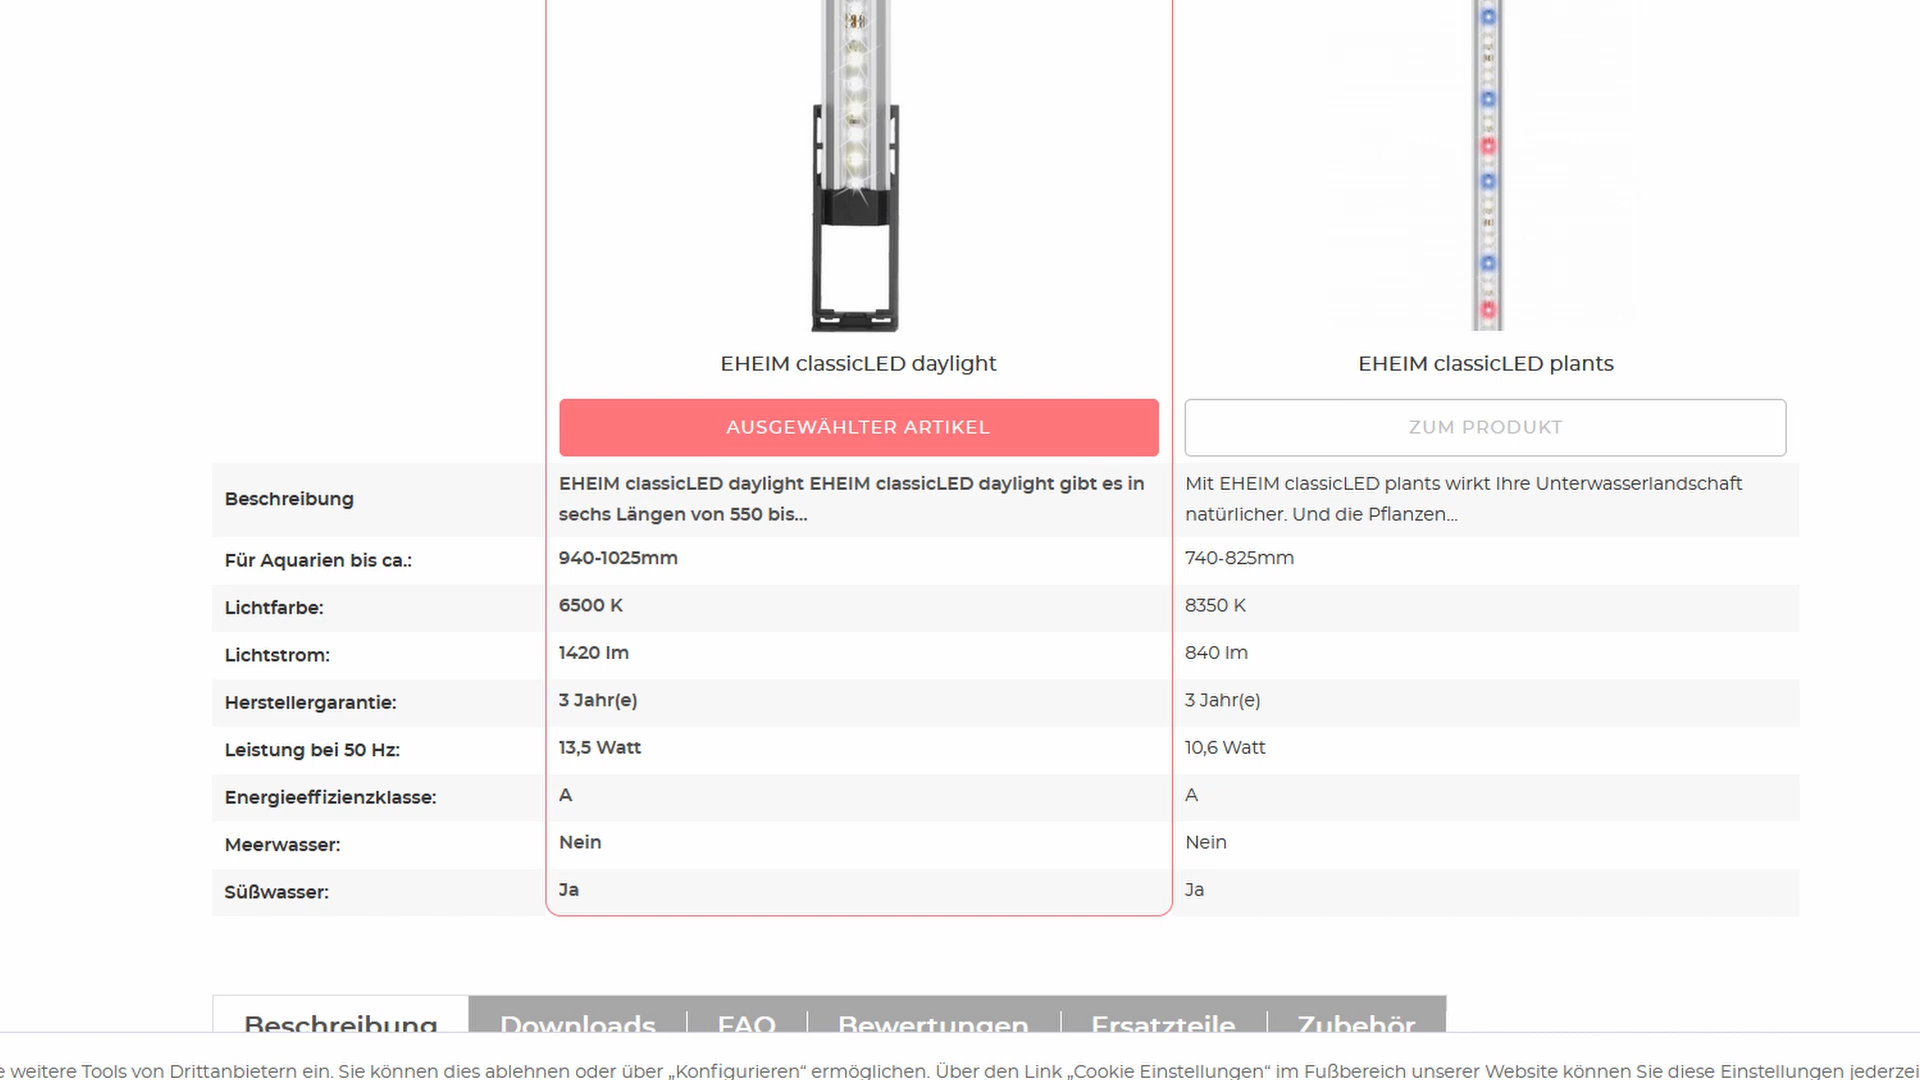 EHEIM classicLED daylight
EHEIM classicLED plants
AUSGEWÄHLTER ARTIKEL
ZUM PRODUKT
Beschreibung
EHEIM classicLED daylight EHEIM classicLED daylight gibt es in
sechs Längen von 550 bis...
Mit EHEIM classicLED plants wirkt Ihre Unterwasserlandschaft
natürlicher. Und die Pflanzen...
Für Aquarien bis ca.:
940-1025mm
740-825mm
Lichtfarbe:
6500 K
8350 K
Lichtstrom:
1420 lm
840 lm
Herstellergarantie:
3 Jahr(e)
3 Jahr(e)
Leistung bei 50 Hz:
13,5 Watt
10,6 Watt
Energieeffizienzklasse:
A
A
Meerwasser:
Nein
Nein
Süßwasser:
Ja
Ja
Beschreibung
Downloads
FAQ
Bewertungen
Ersatzteile
Zubehör
e weitere Tools von Drittanbietern ein. Sie können dies ablehnen oder über „Konfigurieren“ ermöglichen. Über den Link „Cookie Einstellungen“ im Fußbereich unserer Website können Sie diese Einstellungen jederzei